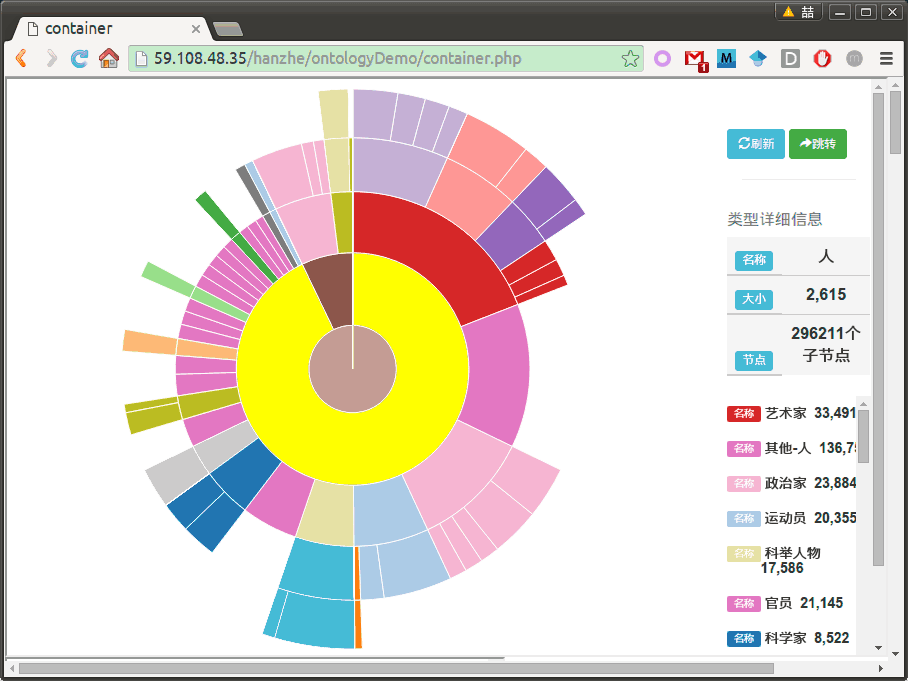 喆
container
59.108.48.35/hanzhe/ontologyDemo/container.php
M
D
m
1
刷新
跳转
类型详细信息
名称 人
大小 2,615
节点 296211个
子节点
名称 艺术家 33,491
名称 其他-人
名称 政治家 23,884
名称 运动员 20,355
名称 科举人物
17,586
名称 官员 21,145
名称 科学家 8,522